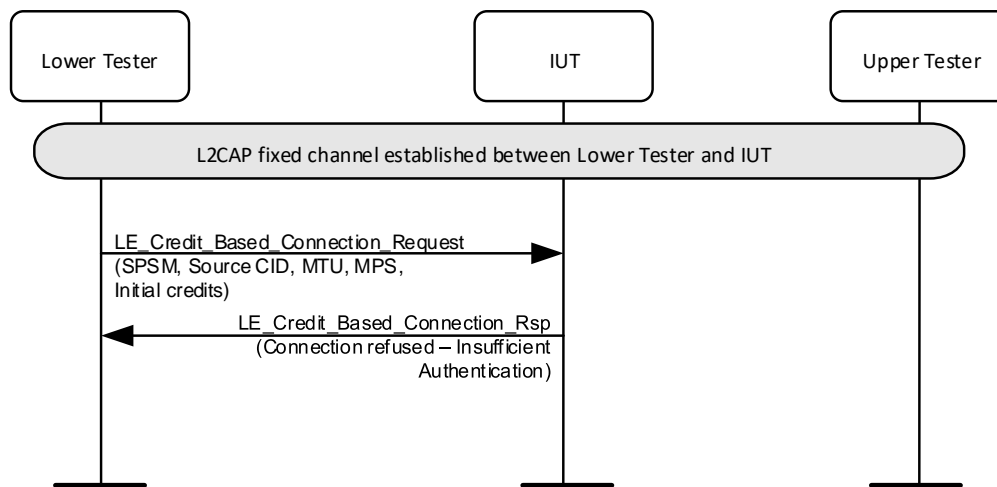 Lower Tester
IUT
Upper Tester
L2CAP fixed channel established between Lower Tester and IUT
LE_Credit_Based_Connection_Request
(SPSM, Source CID, MTU, MPS,
Initial credits)
LE_Credit_Based_Connection_Rsp
(Connection refused – Insufficient
Authentication)